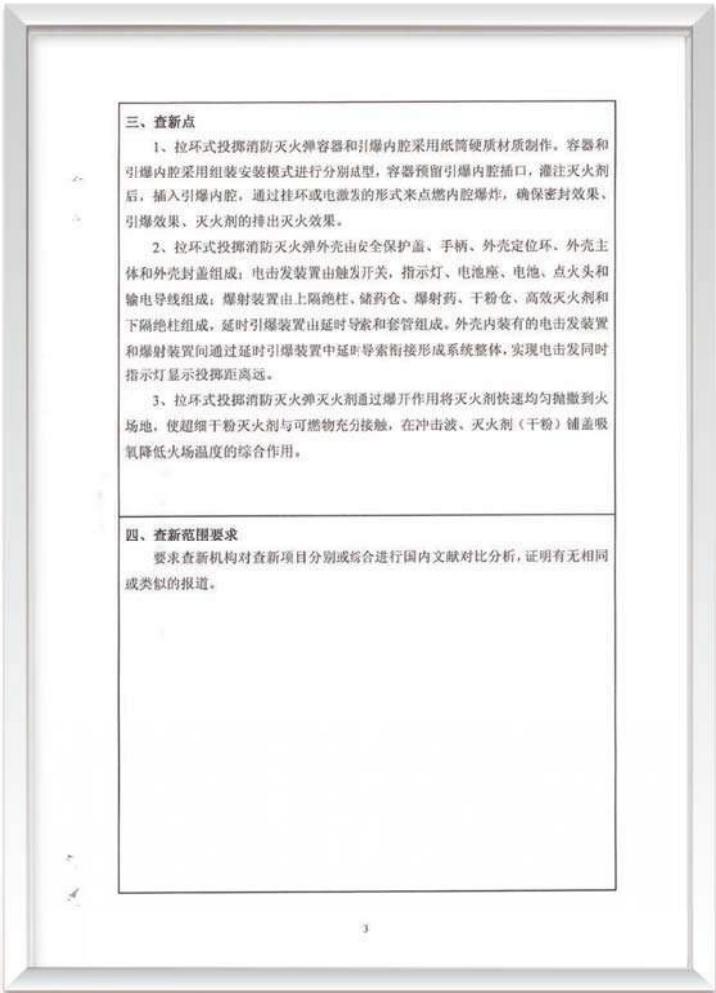 三、查新点
1、拉环式投掷消防灭火弹容器和引爆内腔采用纸筒硬质材质制作。容器和
引爆内腔采用组装安装模式进行分别成型，容器预留引爆内腔插口，灌注灭火剂
后，插入引爆内腔，通过挂环或电激发的形式来点燃内腔爆炸，确保密封效果、
引爆效果、灭火剂的排出灭火效果。
2、拉环式投掷消防灭火弹外壳由安全保护盖、手柄、外壳定位环、外壳主
体和外壳封盖组成；电击发装置由触发开关，指示灯、电池座、电池、点火头和
输电导线组成；爆射装置由上隔绝柱、储药仓、爆射药、干粉仓、高效灭火剂和
下隔绝柱组成，延时引爆装置由延时导索和套管组成。外壳内装有的电击发装置
和爆射装置间通过延时引爆装置中延时导索衔接形成系统整体，实现电击发同时
指示灯显示投掷距离远。
3、拉环式投掷消防灭火弹灭火剂通过爆开作用将灭火剂快速均匀抛撒到火
场地，使超细干粉灭火剂与可燃物充分接触，在冲击波、灭火剂（干粉）铺盖吸
氧降低火场温度的综合作用。
四、查新范围要求
要求查新机构对查新项目分别或综合进行国内文献对比分析，证明有无相同
或类似的报道。
3